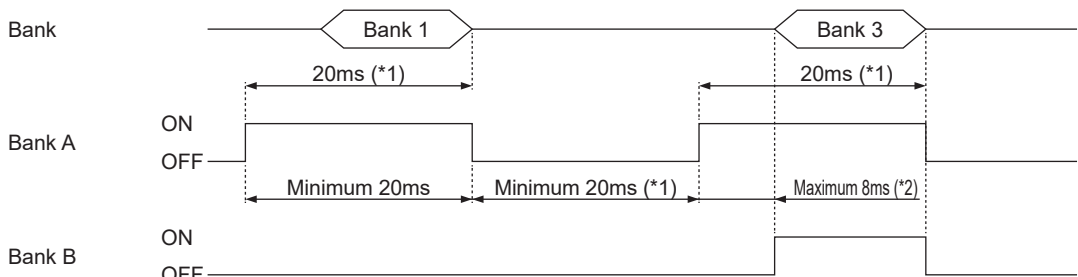 Bank
Bank 1
Bank 3
20ms (*1)
20ms (*1)
Bank A
ON
OFF
Minimum 20ms
Minimum 20ms (*1)
Maximum 8ms (*2)
Bank B
ON
OFF